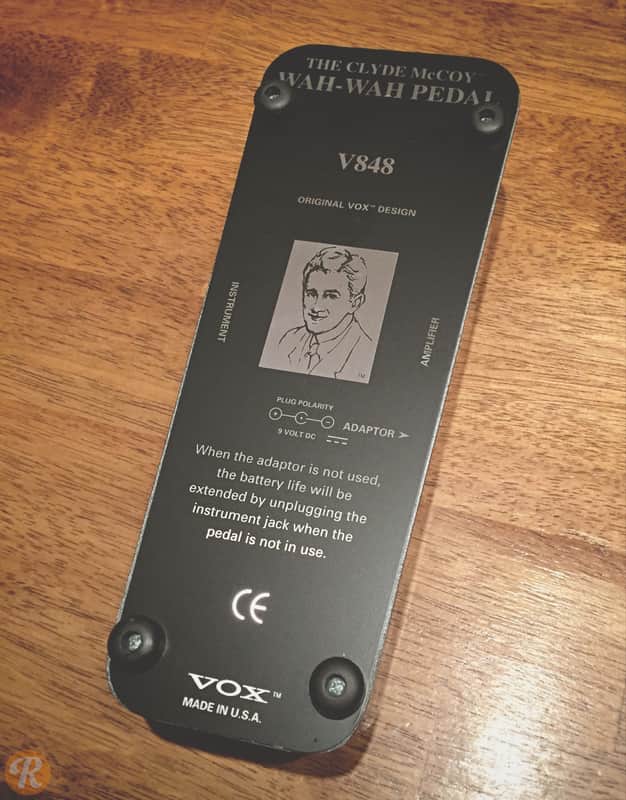 THE CLYDE McCOY™
WAH-WAH PEDAL
V848
ORIGINAL VOX™ DESIGN
INSTRUMENT
AMPLIFIER
TM
PLUG POLARITY
9 VOLT DC
ADAPTOR
When the adaptor is not used,
the battery life will be
extended by unplugging the
instrument jack when the
pedal is not in use.
CE
VOX™
MADE IN U.S.A.
R